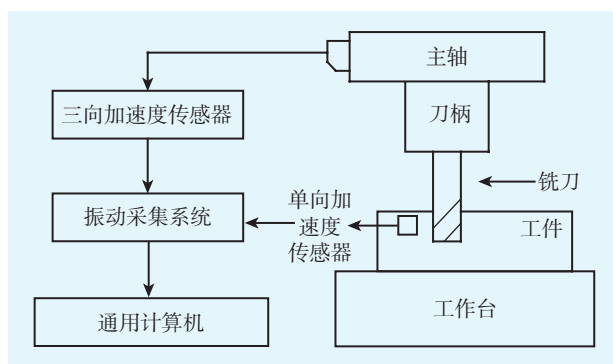 主轴
三向加速度传感器
刀柄
铣刀
振动采集系统
单向加
速度
传感器
工件
通用计算机
工作台